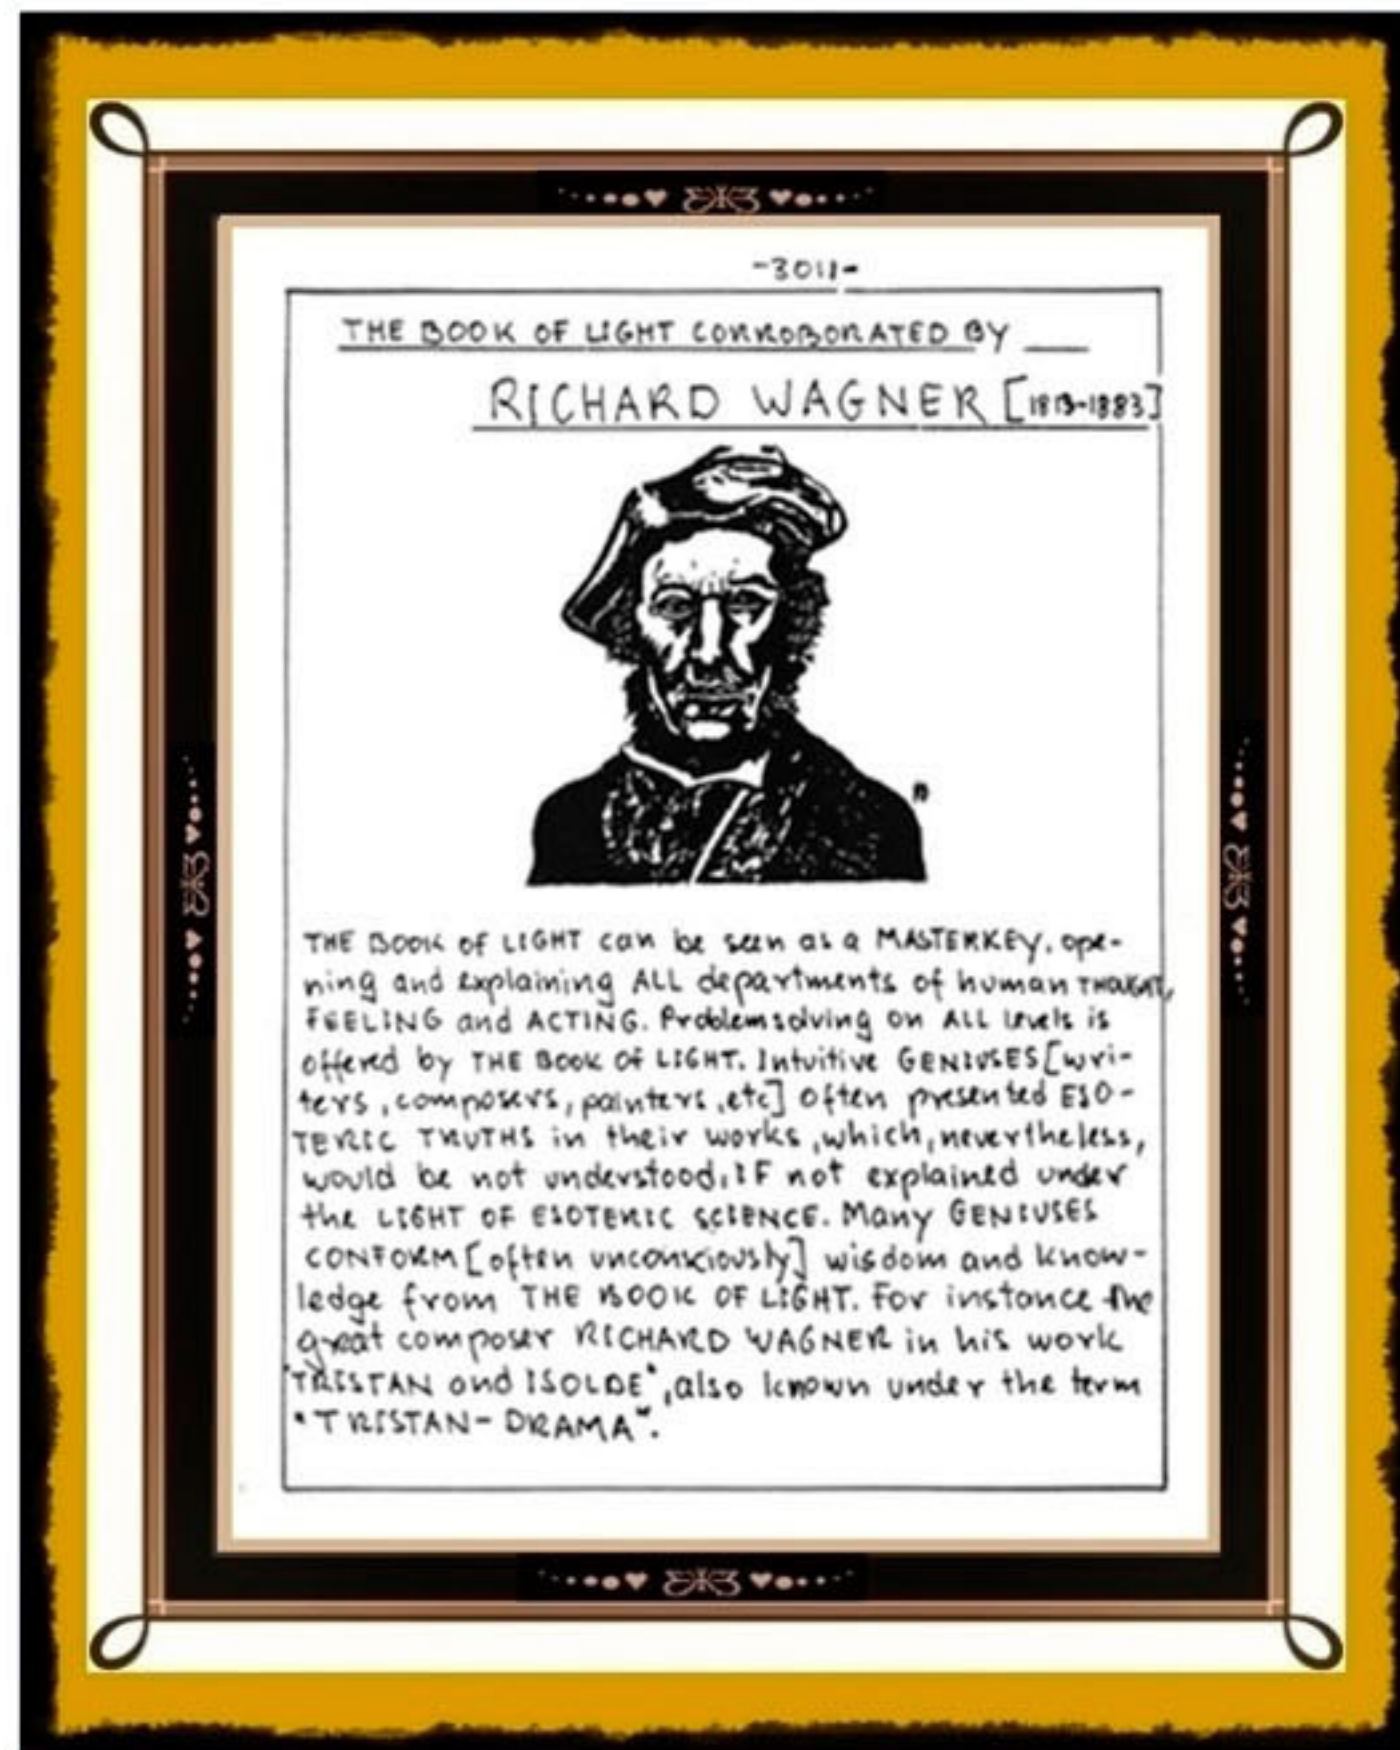 -3011-
THE BOOK OF LIGHT CORROBORATED BY
RICHARD WAGNER [1813-1883]
THE BOOK OF LIGHT can be seen as a MASTERKEY, ope-
ning and explaining ALL departments of human THOUGHT,
FEELING and ACTING. Problemsolving on ALL levels is
offered by THE BOOK OF LIGHT. Intuitive GENIUSES [wri-
ters, composers, painters, etc] often presented ESO-
TERIC TRUTHS in their works, which, nevertheless,
would be not understood, IF not explained under
the LIGHT OF ESOTERIC SCIENCE. Many GENIUSES
CONFORM [often unconsciously] wisdom and know-
ledge from THE BOOK OF LIGHT. For instance the
great composer RICHARD WAGNER in his work
"TRISTAN and ISOLDE", also known under the term
"TRISTAN-DRAMA".